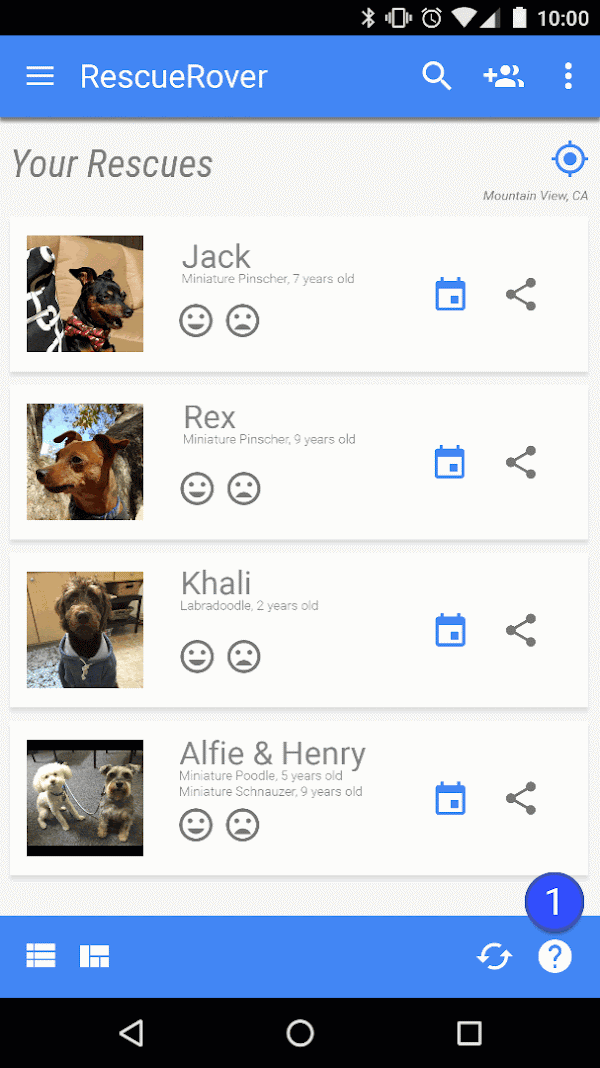 10:00
RescueRover
Your Rescues
Mountain View, CA
Jack
Miniature Pinscher, 7 years old
Rex
Miniature Pinscher, 9 years old
Khali
Labradoodle, 2 years old
Alfie & Henry
Miniature Poodle, 5 years old
Miniature Schnauzer, 9 years old
1
?